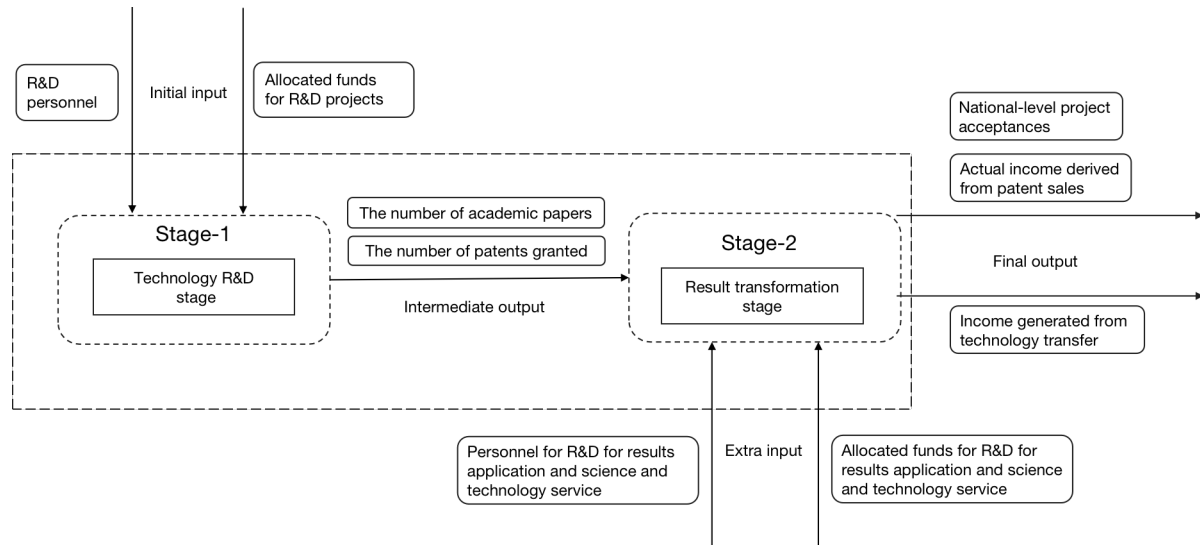 R&D
personnel
Initial input
Allocated funds
for R&D projects
National-level project
acceptances
Actual income derived
from patent sales
Stage-1
Technology R&D
stage
The number of academic papers
The number of patents granted
Intermediate output
Stage-2
Result transformation
stage
Final output
Income generated from
technology transfer
Personnel for R&D for results
application and science and
technology service
Extra input
Allocated funds for R&D for
results application and science
and technology service